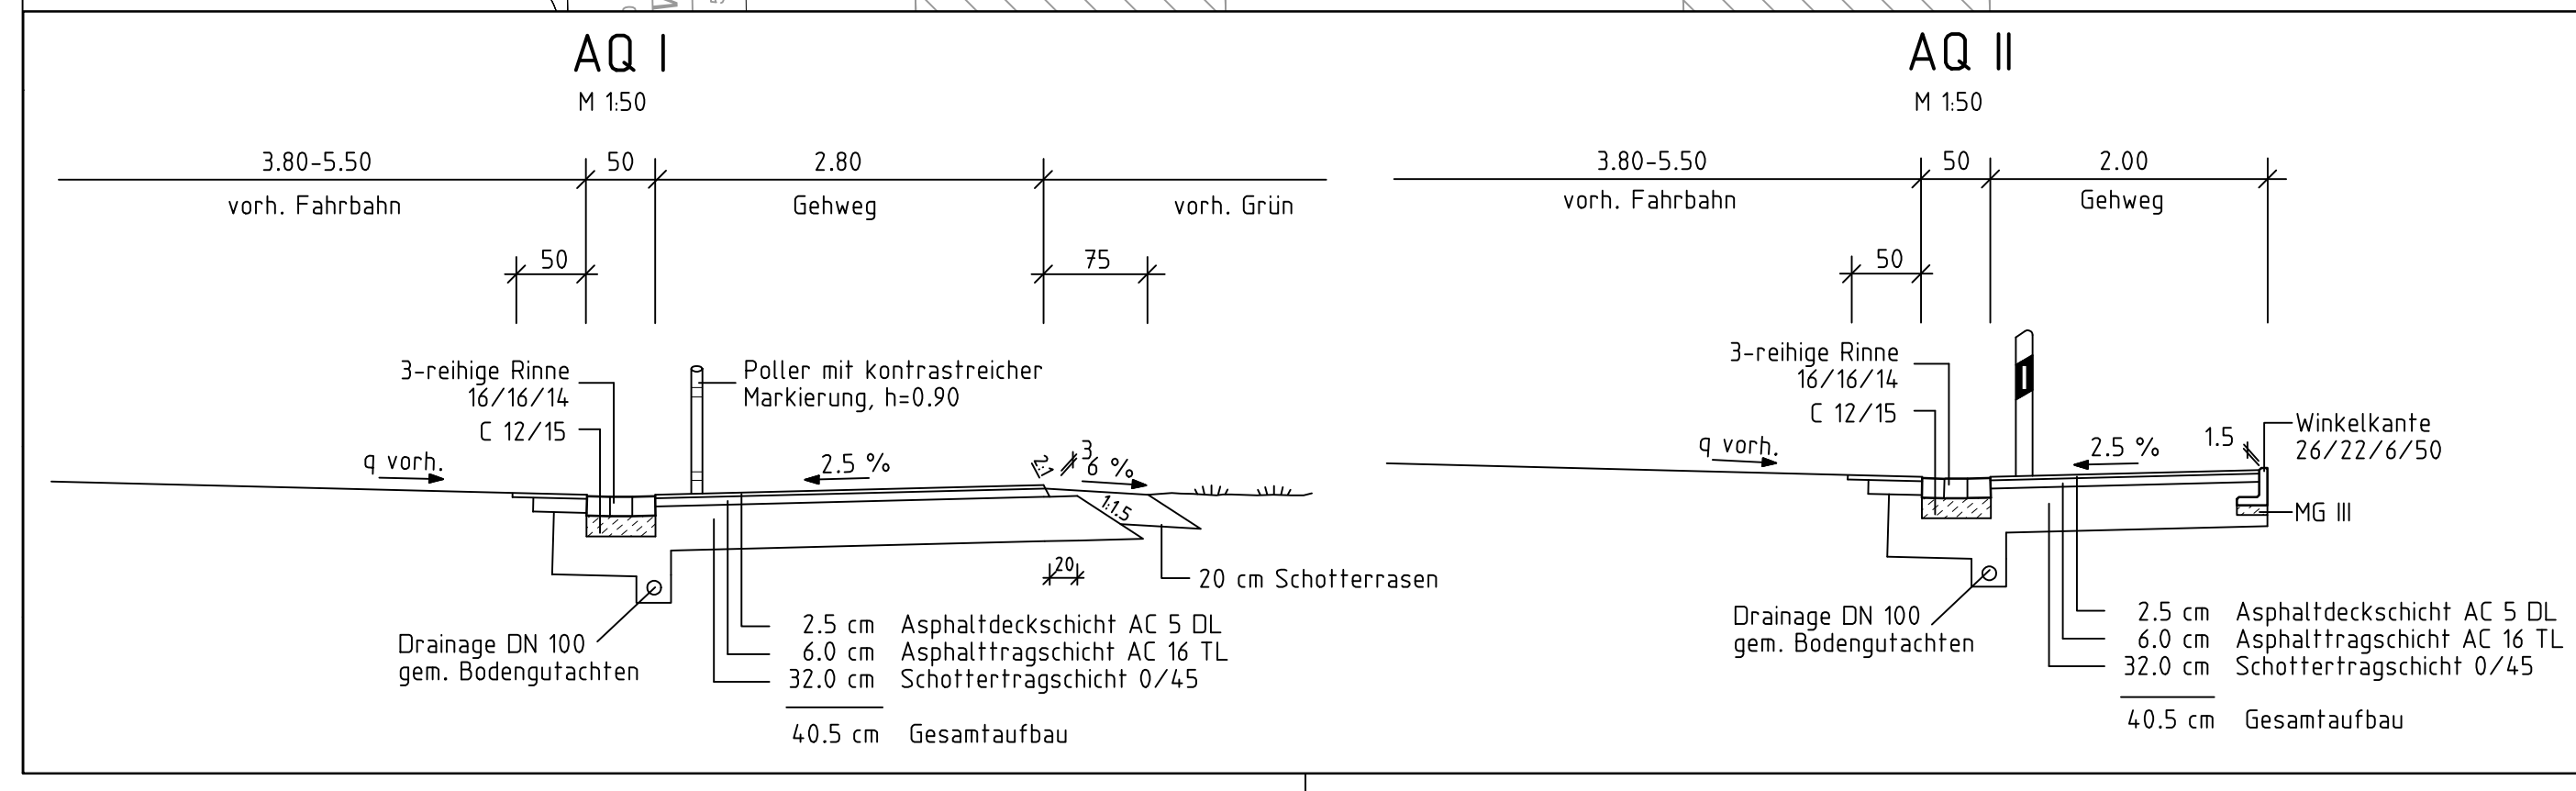 AQ I
M 1:50
3.80-5.50
50
2.80
vorh. Fahrbahn
Gehweg
vorh. Grün
50
75
3-reihige Rinne
16/16/14
C 12/15
Poller mit kontrastreicher
Markierung, h=0.90
q vorh.
2.5 %
2:1
3
6 %
1:1.5
20
20 cm Schotterrasen
Drainage DN 100
gem. Bodengutachten
2.5 cm Asphaltdeckschicht AC 5 DL
6.0 cm Asphalttragschicht AC 16 TL
32.0 cm Schottertragschicht 0/45
40.5 cm Gesamtaufbau
AQ II
M 1:50
3.80-5.50
50
2.00
vorh. Fahrbahn
Gehweg
50
3-reihige Rinne
16/16/14
C 12/15
q vorh.
2.5 %
1.5
Winkelkante
26/22/6/50
MG III
Drainage DN 100
gem. Bodengutachten
2.5 cm Asphaltdeckschicht AC 5 DL
6.0 cm Asphalttragschicht AC 16 TL
32.0 cm Schottertragschicht 0/45
40.5 cm Gesamtaufbau